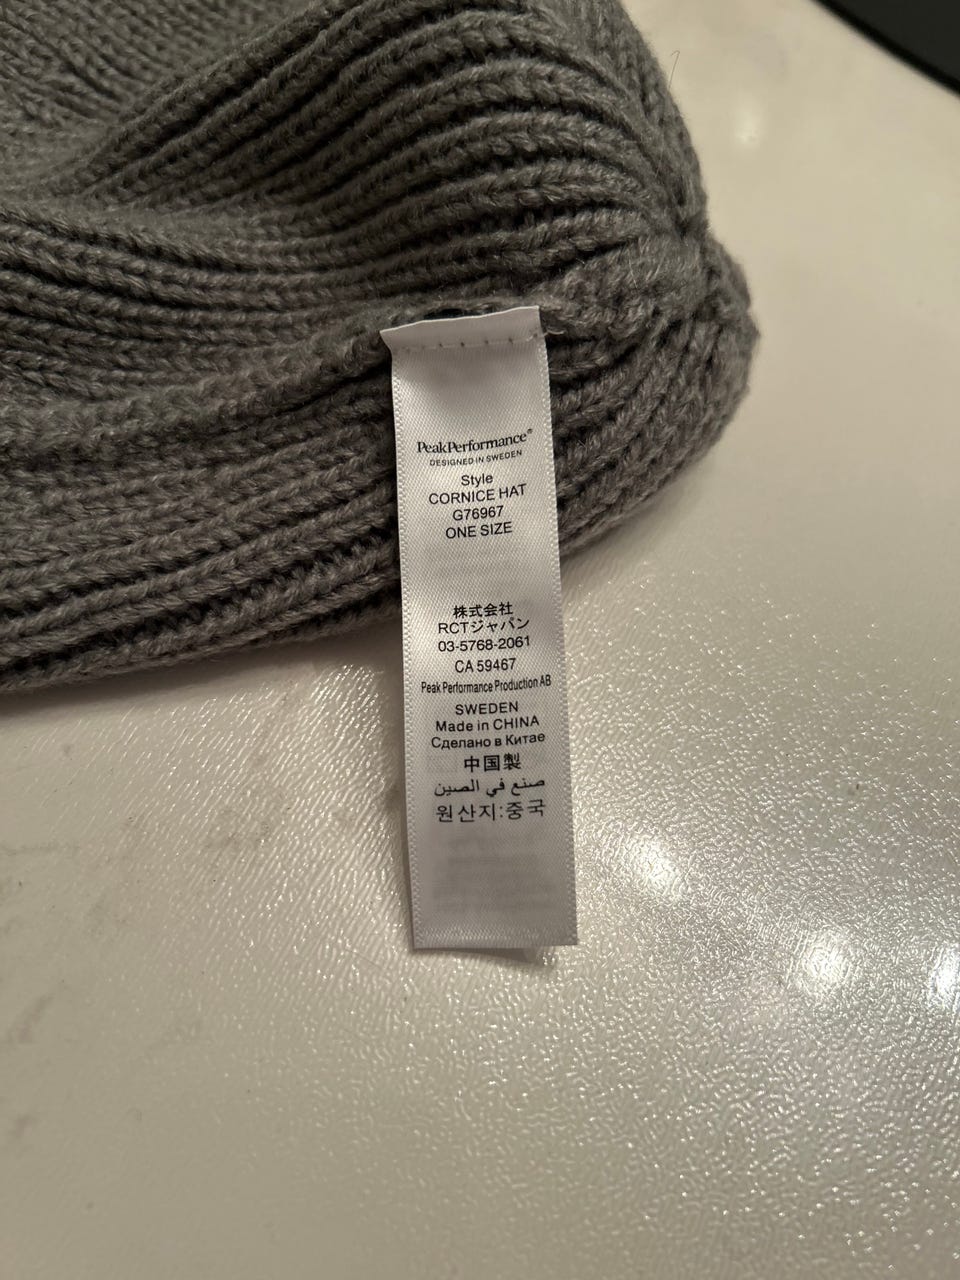 PeakPerformance®
DESIGNED IN SWEDEN
Style
CORNICE HAT
G76967
ONE SIZE
株式会社
RCTジャパン
03-5768-2061
CA 59467
Peak Performance Production AB
SWEDEN
Made in CHINA
Сделано в Китае
中国製
صنع في الصين
원산지:중국